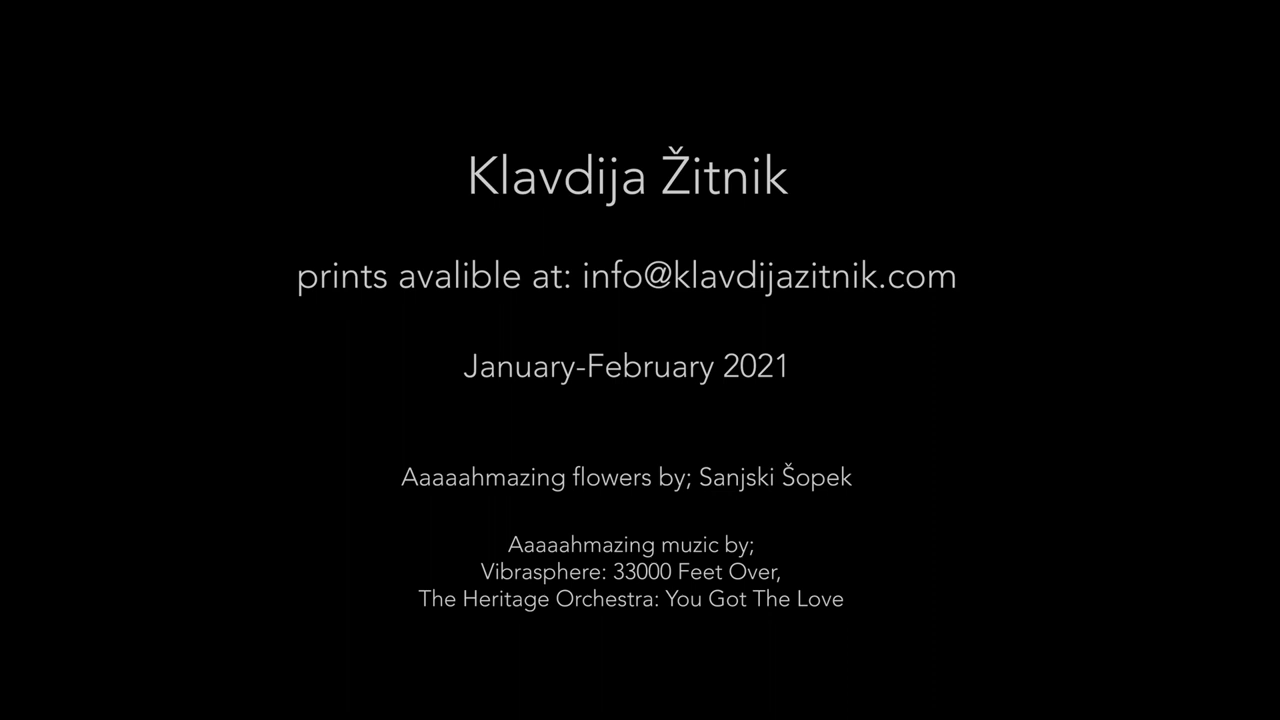 Klavdija Žitnik
prints avalible at: info@klavdijazitnik.com
January-February 2021
Aaaaahmazing flowers by; Sanjski Šopek
Aaaaahmazing muzic by;
Vibrasphere: 33000 Feet Over,
The Heritage Orchestra: You Got The Love